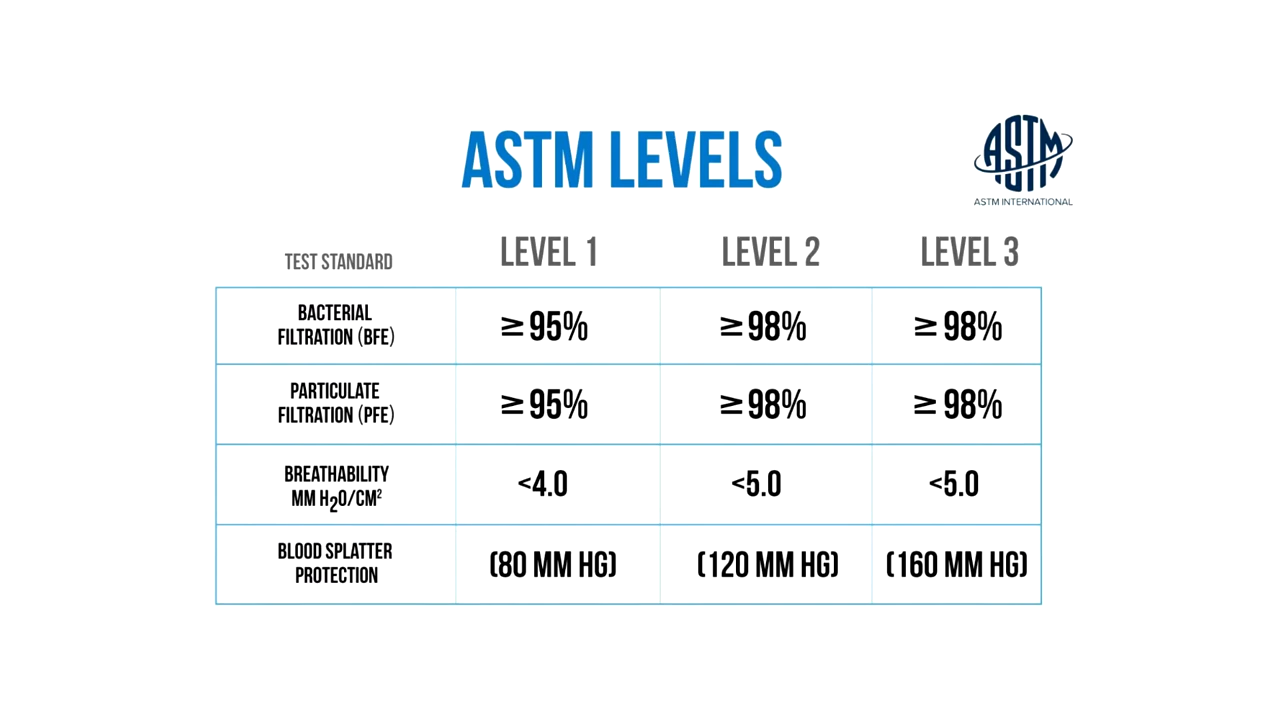 ASTM LEVELS
ASTM
ASTM INTERNATIONAL
TEST STANDARD LEVEL 1 LEVEL 2 LEVEL 3
BACTERIAL
FILTRATION (BFE) ≥ 95% ≥ 98% ≥ 98%
PARTICULATE
FILTRATION (PFE) ≥ 95% ≥ 98% ≥ 98%
BREATHABILITY
MM H₂O/CM² <4.0 <5.0 <5.0
BLOOD SPLATTER
PROTECTION (80 MM HG) (120 MM HG) (160 MM HG)